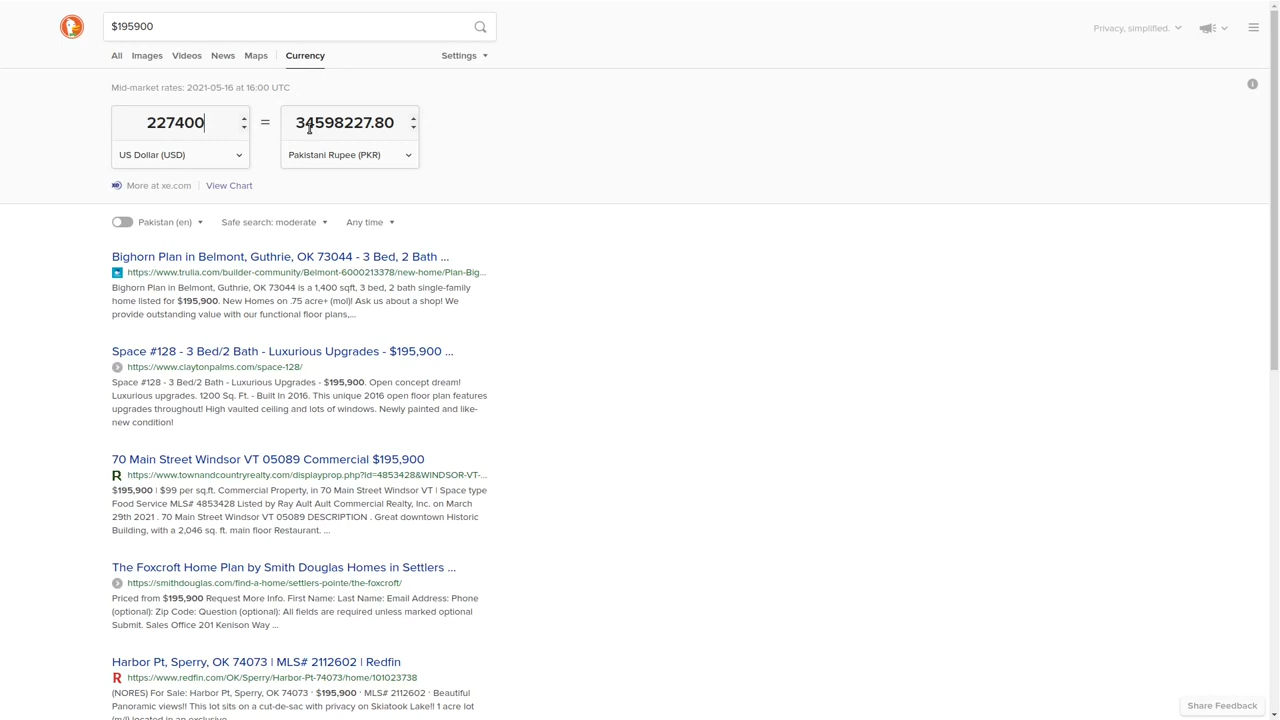 $195900
Privacy, simplified.
All Images Videos News Maps Currency Settings
Mid-market rates: 2021-05-16 at 16:00 UTC
227400 = 34598227.80
US Dollar (USD) Pakistani Rupee (PKR)
More at xe.com View Chart
Pakistan (en) Safe search: moderate Any time
Bighorn Plan in Belmont, Guthrie, OK 73044 - 3 Bed, 2 Bath ...
https://www.trulia.com/builder-community/Belmont-6000213378/new-home/Plan-Big...
Bighorn Plan in Belmont, Guthrie, OK 73044 is a 1,400 sqft, 3 bed, 2 bath single-family
home listed for $195,900. New Homes on .75 acre+ (mol)! Ask us about a shop! We
provide outstanding value with our functional floor plans,...
Space #128 - 3 Bed/2 Bath - Luxurious Upgrades - $195,900 ...
https://www.claytonpalms.com/space-128/
Space #128 - 3 Bed/2 Bath - Luxurious Upgrades - $195,900. Open concept dream!
Luxurious upgrades. 1200 Sq. Ft. - Built In 2016. This unique 2016 open floor plan features
upgrades throughout! High vaulted ceiling and lots of windows. Newly painted and like-
new condition!
70 Main Street Windsor VT 05089 Commercial $195,900
https://www.townandcountryrealty.com/displayprop.php?Id=4853428&WINDSOR-VT-...
$195,900 | $99 per sq.ft. Commercial Property, in 70 Main Street Windsor VT | Space type
Food Service MLS# 4853428 Listed by Ray Ault Ault Commercial Realty, Inc. on March
29th 2021 . 70 Main Street Windsor VT 05089 DESCRIPTION . Great downtown Historic
Building, with a 2,046 sq. ft. main floor Restaurant. ...
The Foxcroft Home Plan by Smith Douglas Homes in Settlers ...
https://smithdouglas.com/find-a-home/settlers-pointe/the-foxcroft/
Priced from $195,900 Request More Info. First Name: Last Name: Email Address: Phone
(optional): Zip Code: Question (optional): All fields are required unless marked optional
Submit. Sales Office 201 Kenison Way ...
Harbor Pt, Sperry, OK 74073 | MLS# 2112602 | Redfin
https://www.redfin.com/OK/Sperry/Harbor-Pt-74073/home/101023738
(NORES) For Sale: Harbor Pt, Sperry, OK 74073 · $195,900 · MLS# 2112602 · Beautiful
Panoramic views!! This lot sits on a cut-de-sac with privacy on Skiatook Lake!! 1 acre lot
(m/l) located in an exclusive
Share Feedback